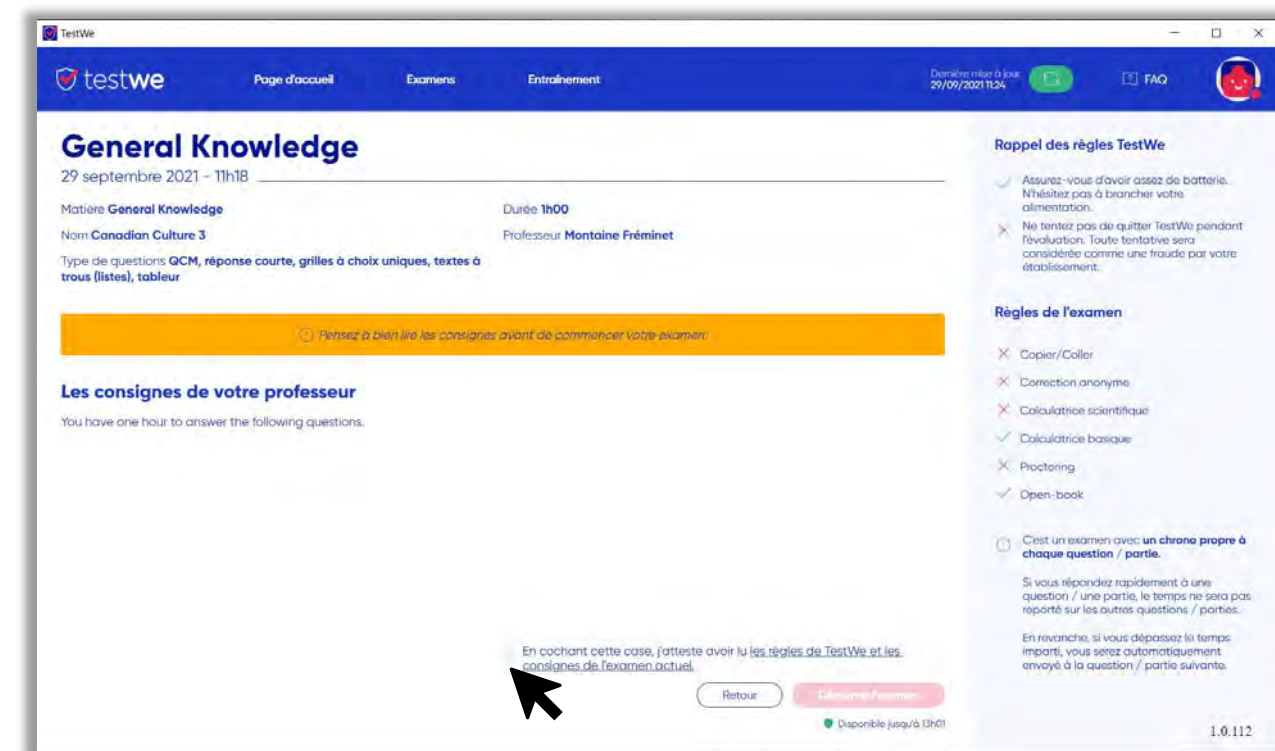 TestWe
testwe
Page d'accueil
Examens
Entraînement
Dernière mise à jour
29/09/2021 11:24
FAQ
General Knowledge
29 septembre 2021 - 11h18
Matière General Knowledge
Durée 1h00
Nom Canadian Culture 3
Professeur Montaine Fréminet
Type de questions QCM, réponse courte, grilles à choix uniques, textes à
trous (listes), tableur
Pensez à bien lire les consignes avant de commencer votre examen.
Les consignes de votre professeur
You have one hour to answer the following questions.
En cochant cette case, j'atteste avoir lu les règles de TestWe et les
consignes de l'examen actuel.
Retour
Démarrer l'examen
Disponible jusqu'à 13h01
Rappel des règles TestWe
Assurez-vous d'avoir assez de batterie.
N'hésitez pas à brancher votre
alimentation.
Ne tentez pas de quitter TestWe pendant
l'évaluation. Toute tentative sera
considérée comme une fraude par votre
établissement.
Règles de l'examen
Copier/Coller
Correction anonyme
Calculatrice scientifique
Calculatrice basique
Proctoring
Open-book
C'est un examen avec un chrono propre à
chaque question / partie.
Si vous répondez rapidement à une
question / une partie, le temps ne sera pas
reporté sur les autres questions / parties.
En revanche, si vous dépassez le temps
imparti, vous serez automatiquement
envoyé à la question / partie suivante.
1.0.112